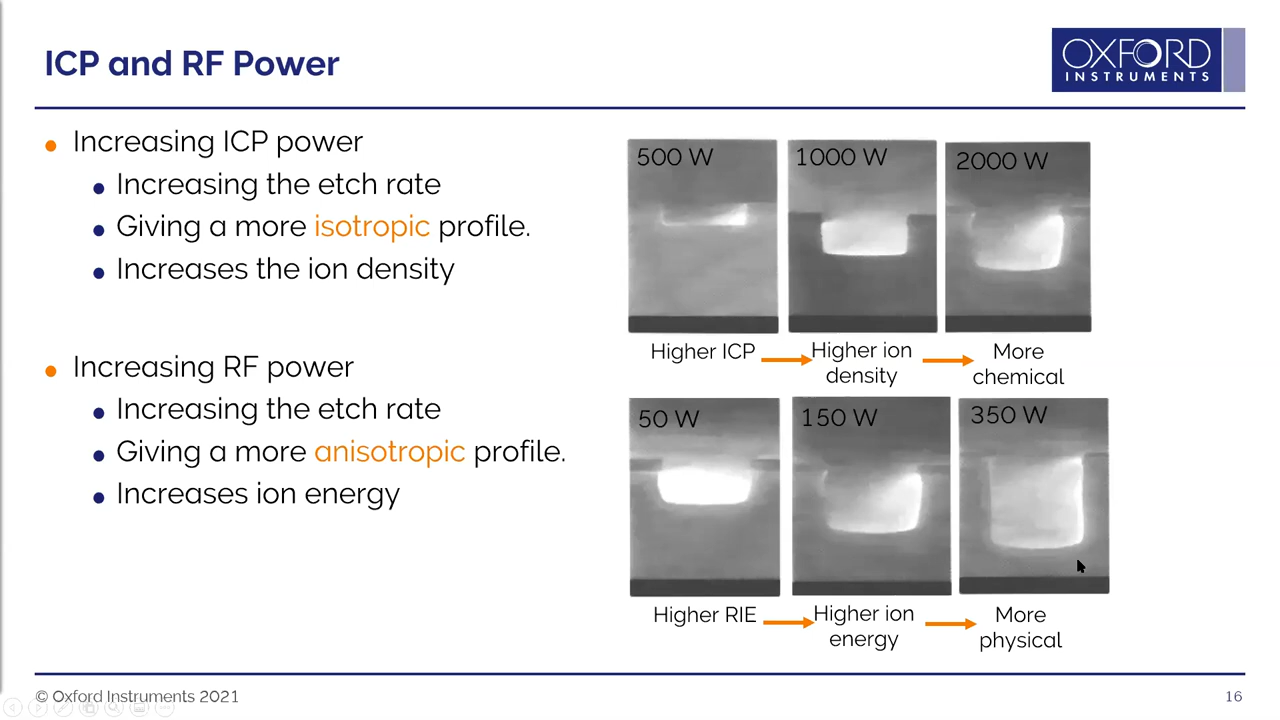 ICP and RF Power
OXFORD
INSTRUMENTS
Increasing ICP power
Increasing the etch rate
Giving a more isotropic profile.
Increases the ion density
Increasing RF power
Increasing the etch rate
Giving a more anisotropic profile.
Increases ion energy
500 W
1000 W
2000 W
Higher ICP
Higher ion
density
More
chemical
50 W
150 W
350 W
Higher RIE
Higher ion
energy
More
physical
© Oxford Instruments 2021
16